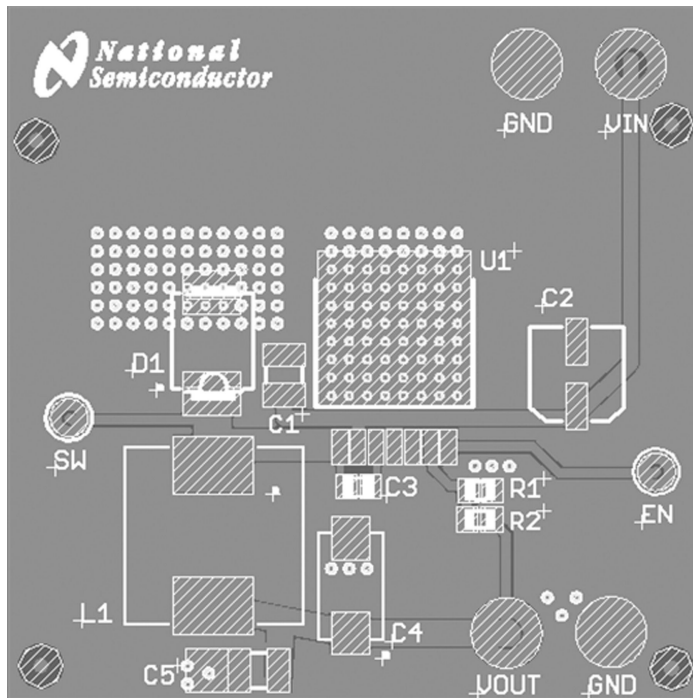 National
Semiconductor
GND
VIN
U1
C2
D1
C1
SW
C3
R1
EN
R2
L1
C4
C5
VOUT
GND